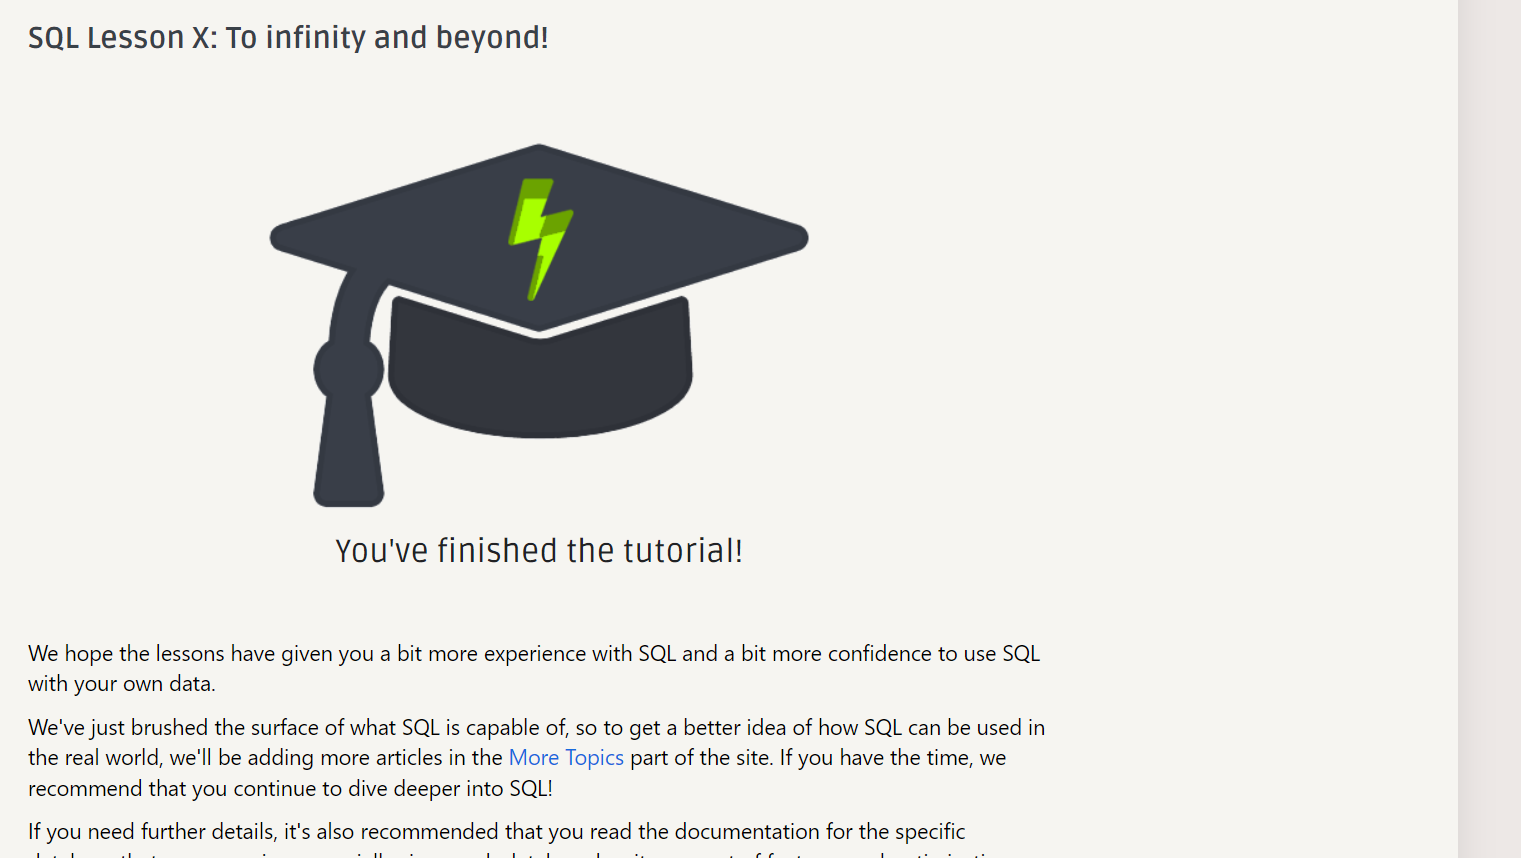 SQL Lesson X: To infinity and beyond!
You've finished the tutorial!
We hope the lessons have given you a bit more experience with SQL and a bit more confidence to use SQL
with your own data.
We've just brushed the surface of what SQL is capable of, so to get a better idea of how SQL can be used in
the real world, we'll be adding more articles in the More Topics part of the site. If you have the time, we
recommend that you continue to dive deeper into SQL!
If you need further details, it's also recommended that you read the documentation for the specific